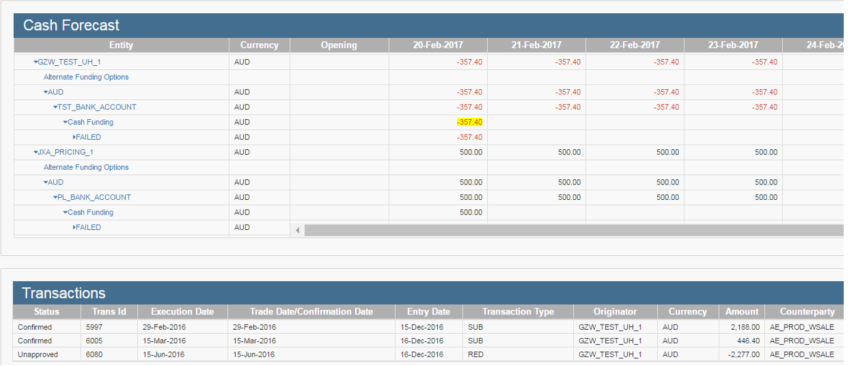 Cash Forecast
Entity Currency Opening 20-Feb-2017 21-Feb-2017 22-Feb-2017 23-Feb-2017 24-Feb-20
GZW_TEST_UH_1 AUD -357.40 -357.40 -357.40 -357.40
Alternate Funding Options
AUD AUD -357.40 -357.40 -357.40 -357.40
TST_BANK_ACCOUNT AUD -357.40 -357.40 -357.40 -357.40
Cash Funding AUD -357.40
FAILED AUD -357.40
JXA_PRICING_1 AUD 500.00 500.00 500.00 500.00
Alternate Funding Options
AUD AUD 500.00 500.00 500.00 500.00
PL_BANK_ACCOUNT AUD 500.00 500.00 500.00 500.00
Cash Funding AUD 500.00
FAILED AUD
Transactions
Status Trans Id Execution Date Trade Date/Confirmation Date Entry Date Transaction Type Originator Currency Amount Counterparty
Confirmed 5997 29-Feb-2016 29-Feb-2016 15-Dec-2016 SUB GZW_TEST_UH_1 AUD 2,188.00 AE_PROD_WSALE
Confirmed 6005 15-Mar-2016 15-Mar-2016 16-Dec-2016 SUB GZW_TEST_UH_1 AUD 446.40 AE_PROD_WSALE
Unapproved 6080 15-Jun-2016 15-Jun-2016 16-Dec-2016 RED GZW_TEST_UH_1 AUD -2,277.00 AE_PROD_WSALE